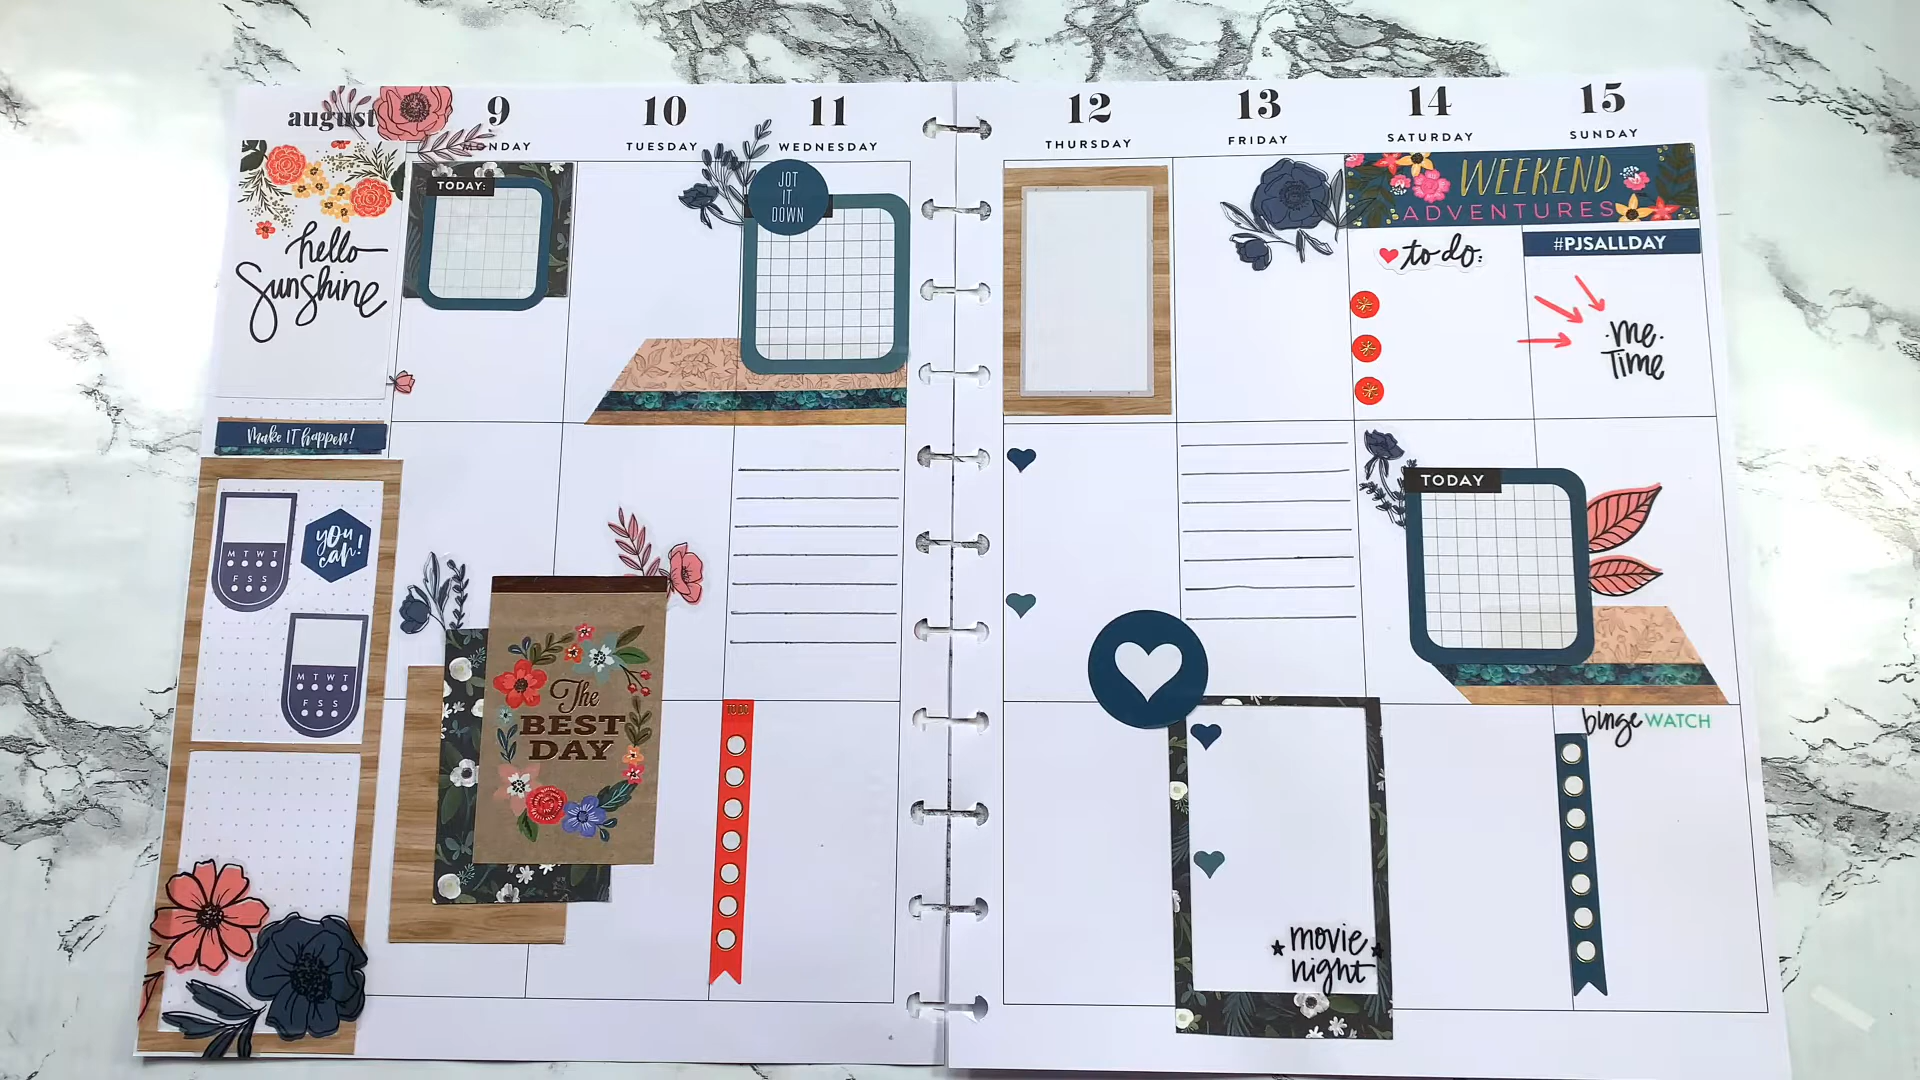 august
9
MONDAY
10
TUESDAY
11
WEDNESDAY
12
THURSDAY
13
FRIDAY
14
SATURDAY
15
SUNDAY
hello
Sunshine
TODAY:
JOT
IT
DOWN
WEEKEND
ADVENTURES
to do:
#PJSALLDAY
·me·
Time
Make IT happen!
M T W T
F S S
you
can!
M T W T
F S S
The
BEST
DAY
TO DO
TODAY
movie
night
binge WATCH